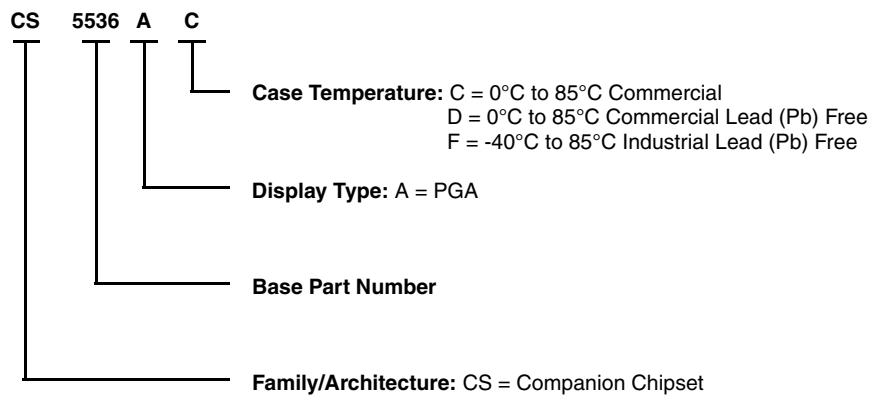 CS 5536 A C
Case Temperature: C = 0°C to 85°C Commercial
D = 0°C to 85°C Commercial Lead (Pb) Free
F = -40°C to 85°C Industrial Lead (Pb) Free
Display Type: A = PGA
Base Part Number
Family/Architecture: CS = Companion Chipset